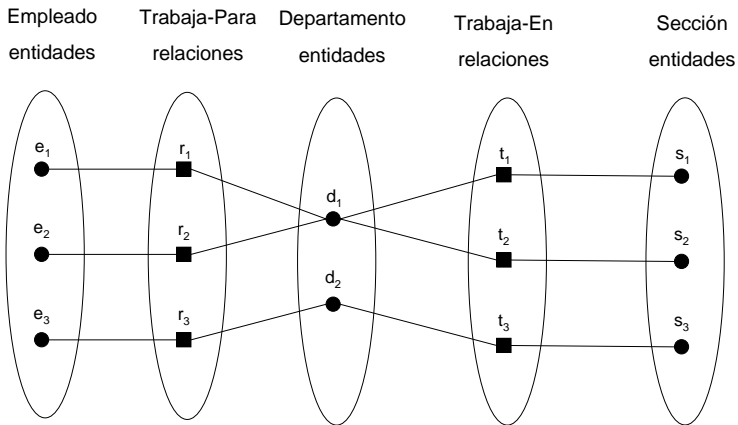 Empleado
entidades
Trabaja-Para
relaciones
Departamento
entidades
Trabaja-En
relaciones
Sección
entidades
e1
e2
e3
r1
r2
r3
d1
d2
t1
t2
t3
s1
s2
s3